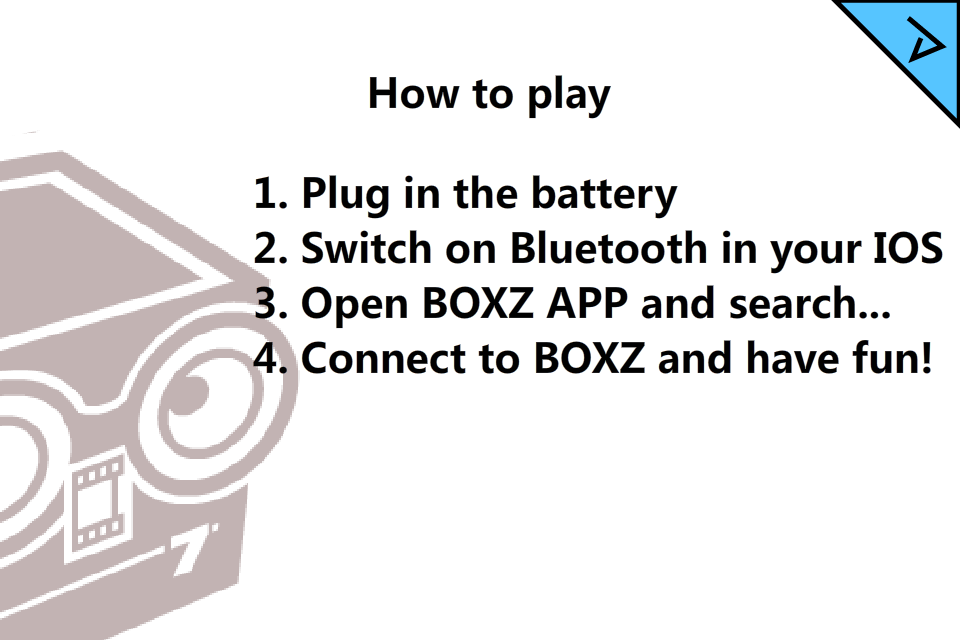 How to play
1. Plug in the battery
2. Switch on Bluetooth in your IOS
3. Open BOXZ APP and search...
4. Connect to BOXZ and have fun!
7